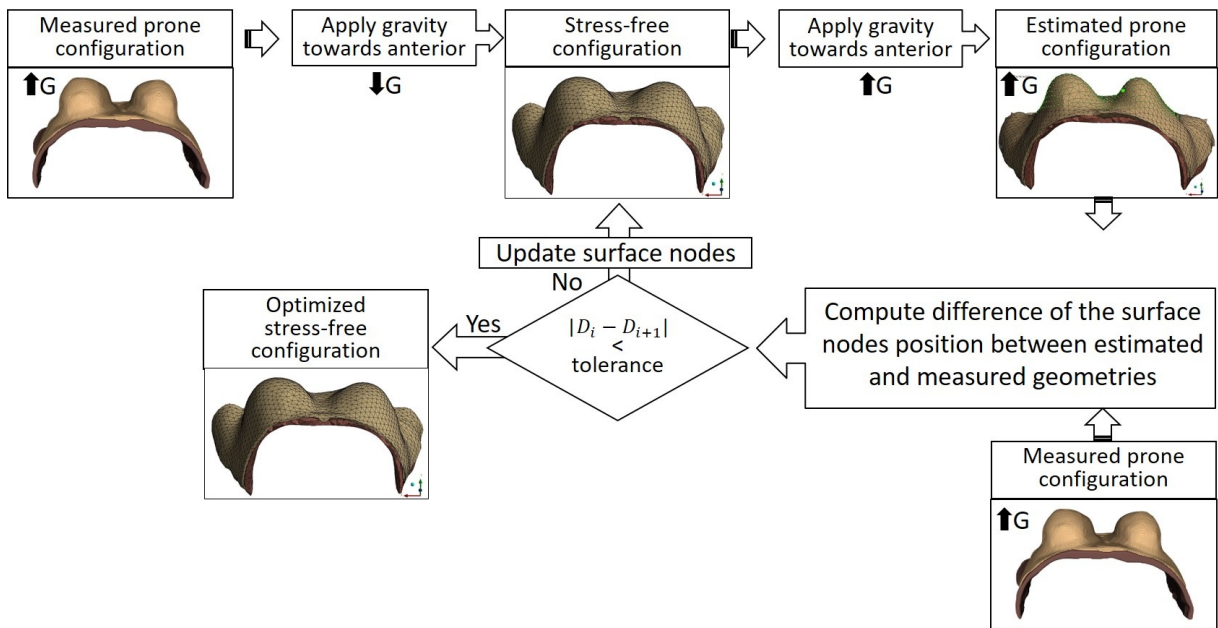 Measured prone
configuration
G
Apply gravity
towards anterior
G
Stress-free
configuration
Apply gravity
towards anterior
G
Estimated prone
configuration
G
Update surface nodes
No
Yes
|D_i − D_{i+1}|
<
tolerance
Optimized
stress-free
configuration
Compute difference of the surface
nodes position between estimated
and measured geometries
Measured prone
configuration
G